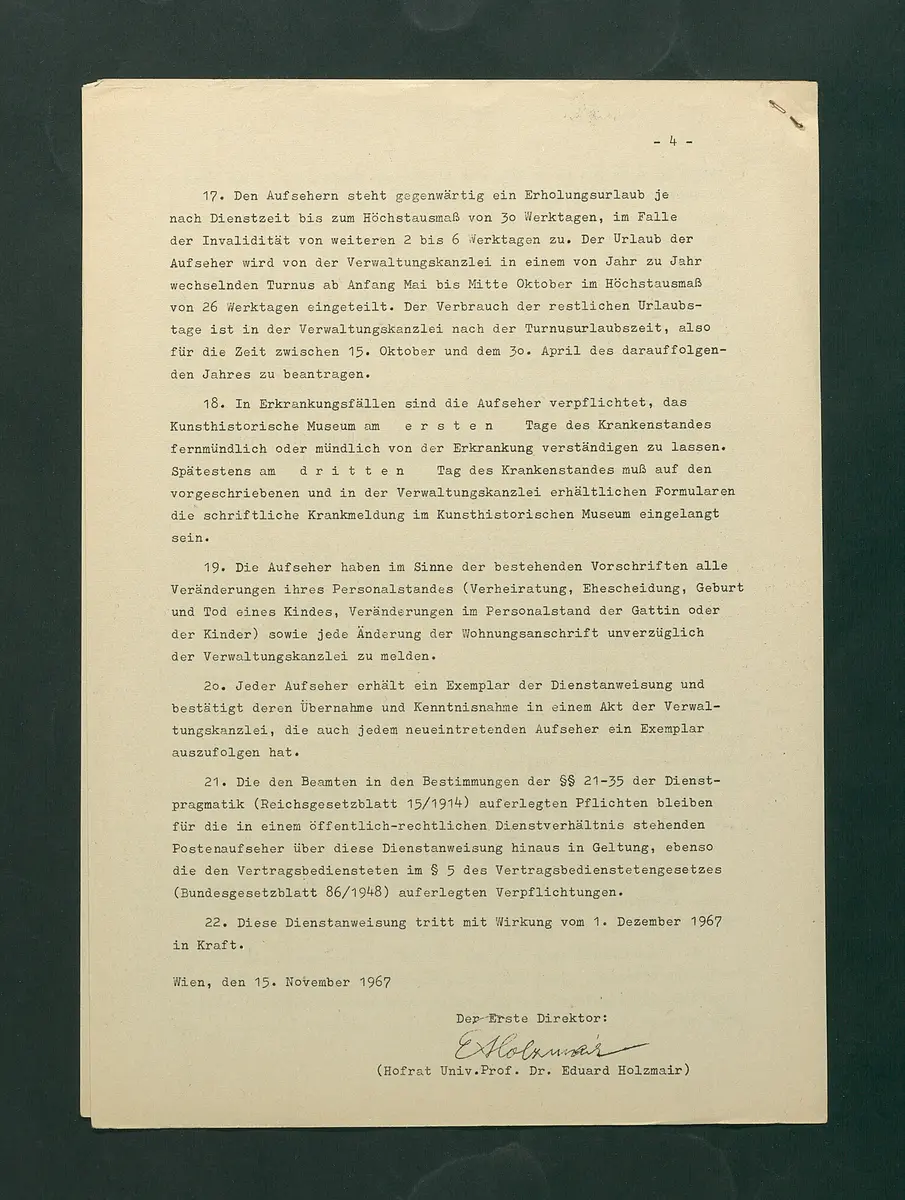 - 4 -
17. Den Aufsehern steht gegenwärtig ein Erholungsurlaub je
nach Dienstzeit bis zum Höchstausmaß von 3o Werktagen, im Falle
der Invalidität von weiteren 2 bis 6 Werktagen zu. Der Urlaub der
Aufseher wird von der Verwaltungskanzlei in einem von Jahr zu Jahr
wechselnden Turnus ab Anfang Mai bis Mitte Oktober im Höchstausmaß
von 26 Werktagen eingeteilt. Der Verbrauch der restlichen Urlaubs-
tage ist in der Verwaltungskanzlei nach der Turnusurlaubszeit, also
für die Zeit zwischen 15. Oktober und dem 3o. April des darauffolgen-
den Jahres zu beantragen.
18. In Erkrankungsfällen sind die Aufseher verpflichtet, das
Kunsthistorische Museum am e r s t e n Tage des Krankenstandes
fernmündlich oder mündlich von der Erkrankung verständigen zu lassen.
Spätestens am d r i t t e n Tag des Krankenstandes muß auf den
vorgeschriebenen und in der Verwaltungskanzlei erhältlichen Formularen
die schriftliche Krankmeldung im Kunsthistorischen Museum eingelangt
sein.
19. Die Aufseher haben im Sinne der bestehenden Vorschriften alle
Veränderungen ihres Personalstandes (Verheiratung, Ehescheidung, Geburt
und Tod eines Kindes, Veränderungen im Personalstand der Gattin oder
der Kinder) sowie jede Änderung der Wohnungsanschrift unverzüglich
der Verwaltungskanzlei zu melden.
2o. Jeder Aufseher erhält ein Exemplar der Dienstanweisung und
bestätigt deren Übernahme und Kenntnisnahme in einem Akt der Verwal-
tungskanzlei, die auch jedem neueintretenden Aufseher ein Exemplar
auszufolgen hat.
21. Die den Beamten in den Bestimmungen der §§ 21-35 der Dienst-
pragmatik (Reichsgesetzblatt 15/1914) auferlegten Pflichten bleiben
für die in einem öffentlich-rechtlichen Dienstverhältnis stehenden
Postenaufseher über diese Dienstanweisung hinaus in Geltung, ebenso
die den Vertragsbediensteten im § 5 des Vertragsbedienstetengesetzes
(Bundesgesetzblatt 86/1948) auferlegten Verpflichtungen.
22. Diese Dienstanweisung tritt mit Wirkung vom 1. Dezember 1967
in Kraft.
Wien, den 15. November 1967
Der Erste Direktor:
EHolzmair
(Hofrat Univ.Prof. Dr. Eduard Holzmair)